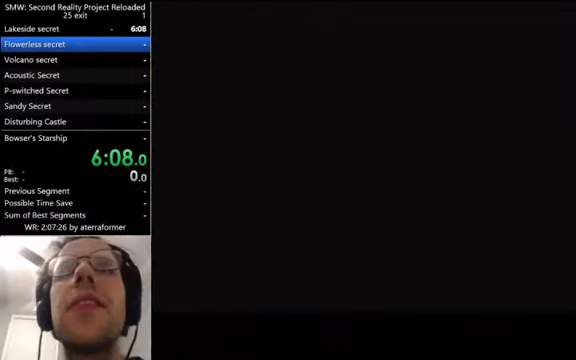 SMW: Second Reality Project Reloaded
25 exit 1
Lakeside secret - 6:08
Flowerless secret -
Volcano secret -
Acoustic Secret -
P-switched Secret -
Sandy Secret -
Disturbing Castle -
Bowser's Starship -
6:08.0
PB: -
Best: -
0.0
Previous Segment -
Possible Time Save -
Sum of Best Segments -
WR: 2:07:26 by aterraformer